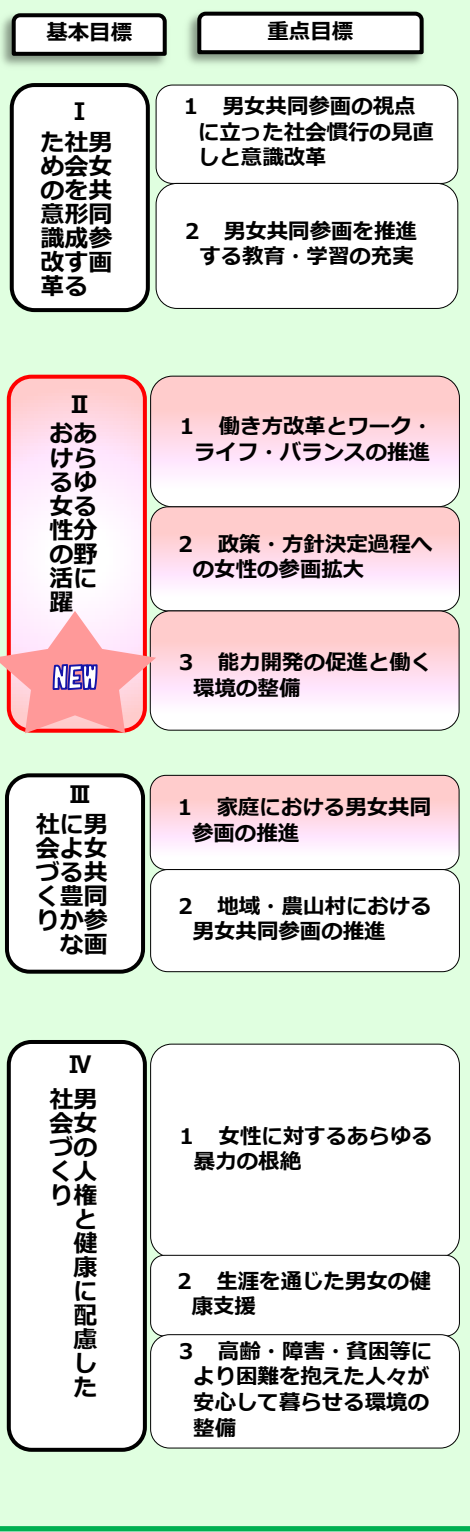 基本目標
重点目標
Ⅰ
男女共同参画
社会を形成する
ための意識改革
1 男女共同参画の視点
に立った社会慣行の見直
しと意識改革
2 男女共同参画を推進
する教育・学習の充実
Ⅱ
あらゆる分野に
おける女性の活躍
NEW
1 働き方改革とワーク・
ライフ・バランスの推進
2 政策・方針決定過程へ
の女性の参画拡大
3 能力開発の促進と働く
環境の整備
Ⅲ
男女共同参画
による豊かな
社会づくり
1 家庭における男女共同
参画の推進
2 地域・農山村における
男女共同参画の推進
Ⅳ
男女の人権と健康に配慮した
社会づくり
1 女性に対するあらゆる
暴力の根絶
2 生涯を通じた男女の健
康支援
3 高齢・障害・貧困等に
より困難を抱えた人々が
安心して暮らせる環境の
整備